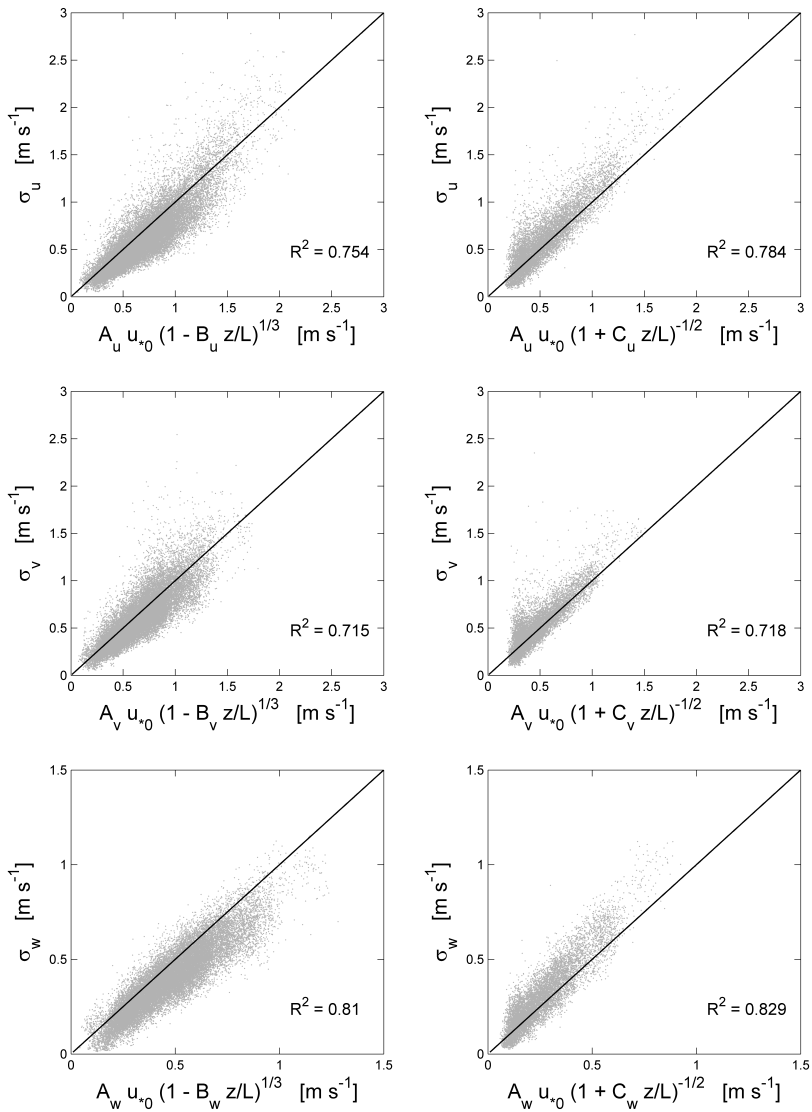 3
2.5
2
1.5
1
0.5
0
σu [m s-1]
R2 = 0.754
0 0.5 1 1.5 2 2.5 3
Au u*0 (1 - Bu z/L)1/3 [m s-1]
3
2.5
2
1.5
1
0.5
0
σu [m s-1]
R2 = 0.784
0 0.5 1 1.5 2 2.5 3
Au u*0 (1 + Cu z/L)-1/2 [m s-1]
3
2.5
2
1.5
1
0.5
0
σv [m s-1]
R2 = 0.715
0 0.5 1 1.5 2 2.5 3
Av u*0 (1 - Bv z/L)1/3 [m s-1]
3
2.5
2
1.5
1
0.5
0
σv [m s-1]
R2 = 0.718
0 0.5 1 1.5 2 2.5 3
Av u*0 (1 + Cv z/L)-1/2 [m s-1]
1.5
1
0.5
0
σw [m s-1]
R2 = 0.81
0 0.5 1 1.5
Aw u*0 (1 - Bw z/L)1/3 [m s-1]
1.5
1
0.5
0
σw [m s-1]
R2 = 0.829
0 0.5 1 1.5
Aw u*0 (1 + Cw z/L)-1/2 [m s-1]